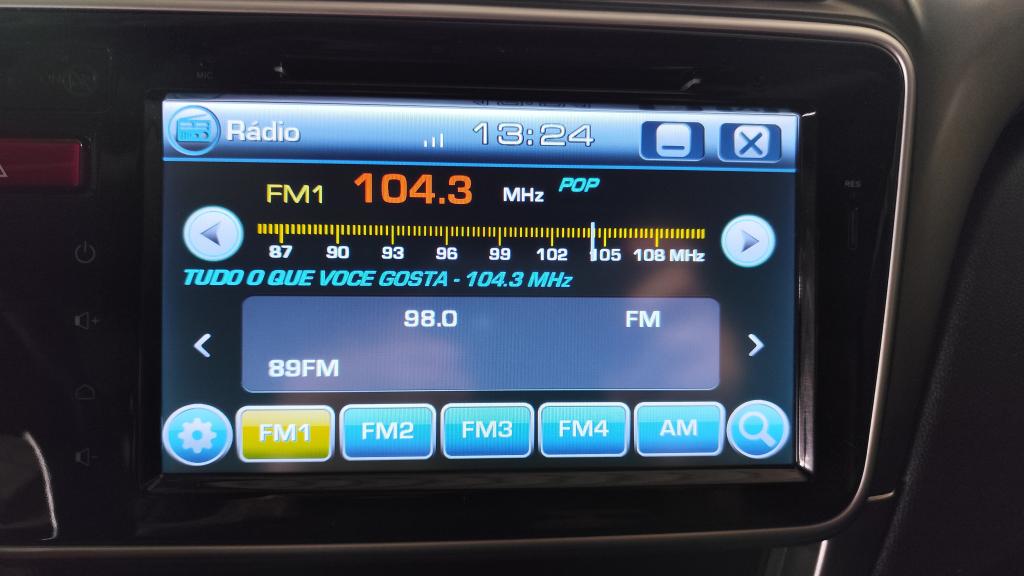 MIC
Rádio 13:24
FM1 104.3 MHz POP
87 90 93 96 99 102 105 108 MHz
TUDO O QUE VOCE GOSTA - 104.3 MHz
98.0 FM
89FM
FM1 FM2 FM3 FM4 AM
RES